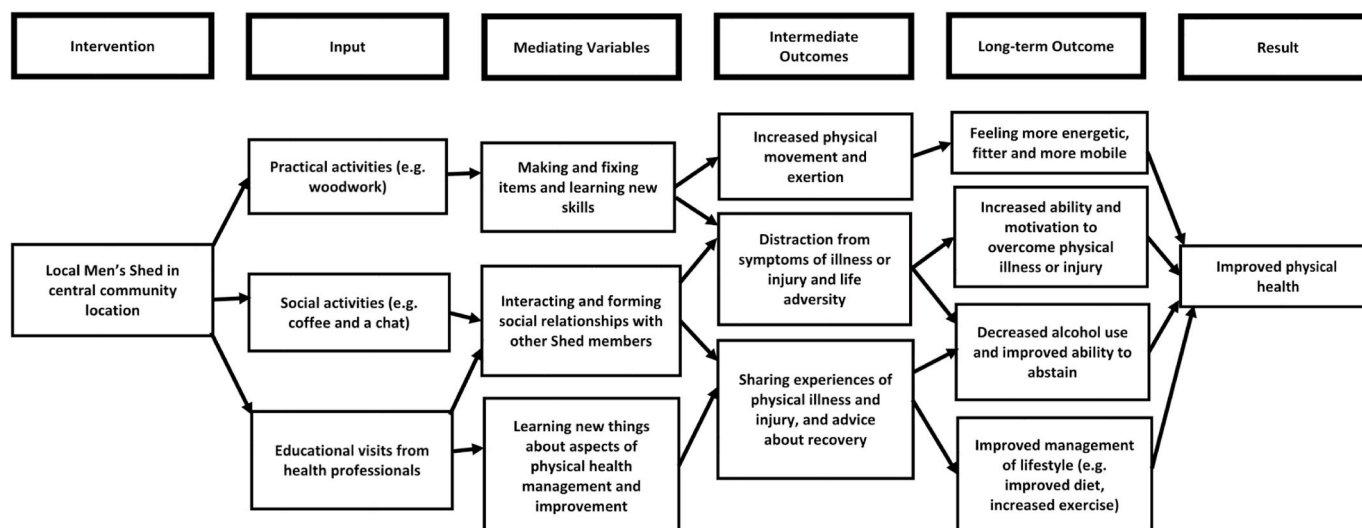 Intervention
Input
Mediating Variables
Intermediate
Outcomes
Long-term Outcome
Result
Local Men's Shed in
central community
location
Practical activities (e.g.
woodwork)
Social activities (e.g.
coffee and a chat)
Educational visits from
health professionals
Making and fixing
items and learning new
skills
Interacting and forming
social relationships with
other Shed members
Learning new things
about aspects of
physical health
management and
improvement
Increased physical
movement and
exertion
Distraction from
symptoms of illness or
injury and life
adversity
Sharing experiences of
physical illness and
injury, and advice
about recovery
Feeling more energetic,
fitter and more mobile
Increased ability and
motivation to
overcome physical
illness or injury
Decreased alcohol use
and improved ability to
abstain
Improved management
of lifestyle (e.g.
improved diet,
increased exercise)
Improved physical
health